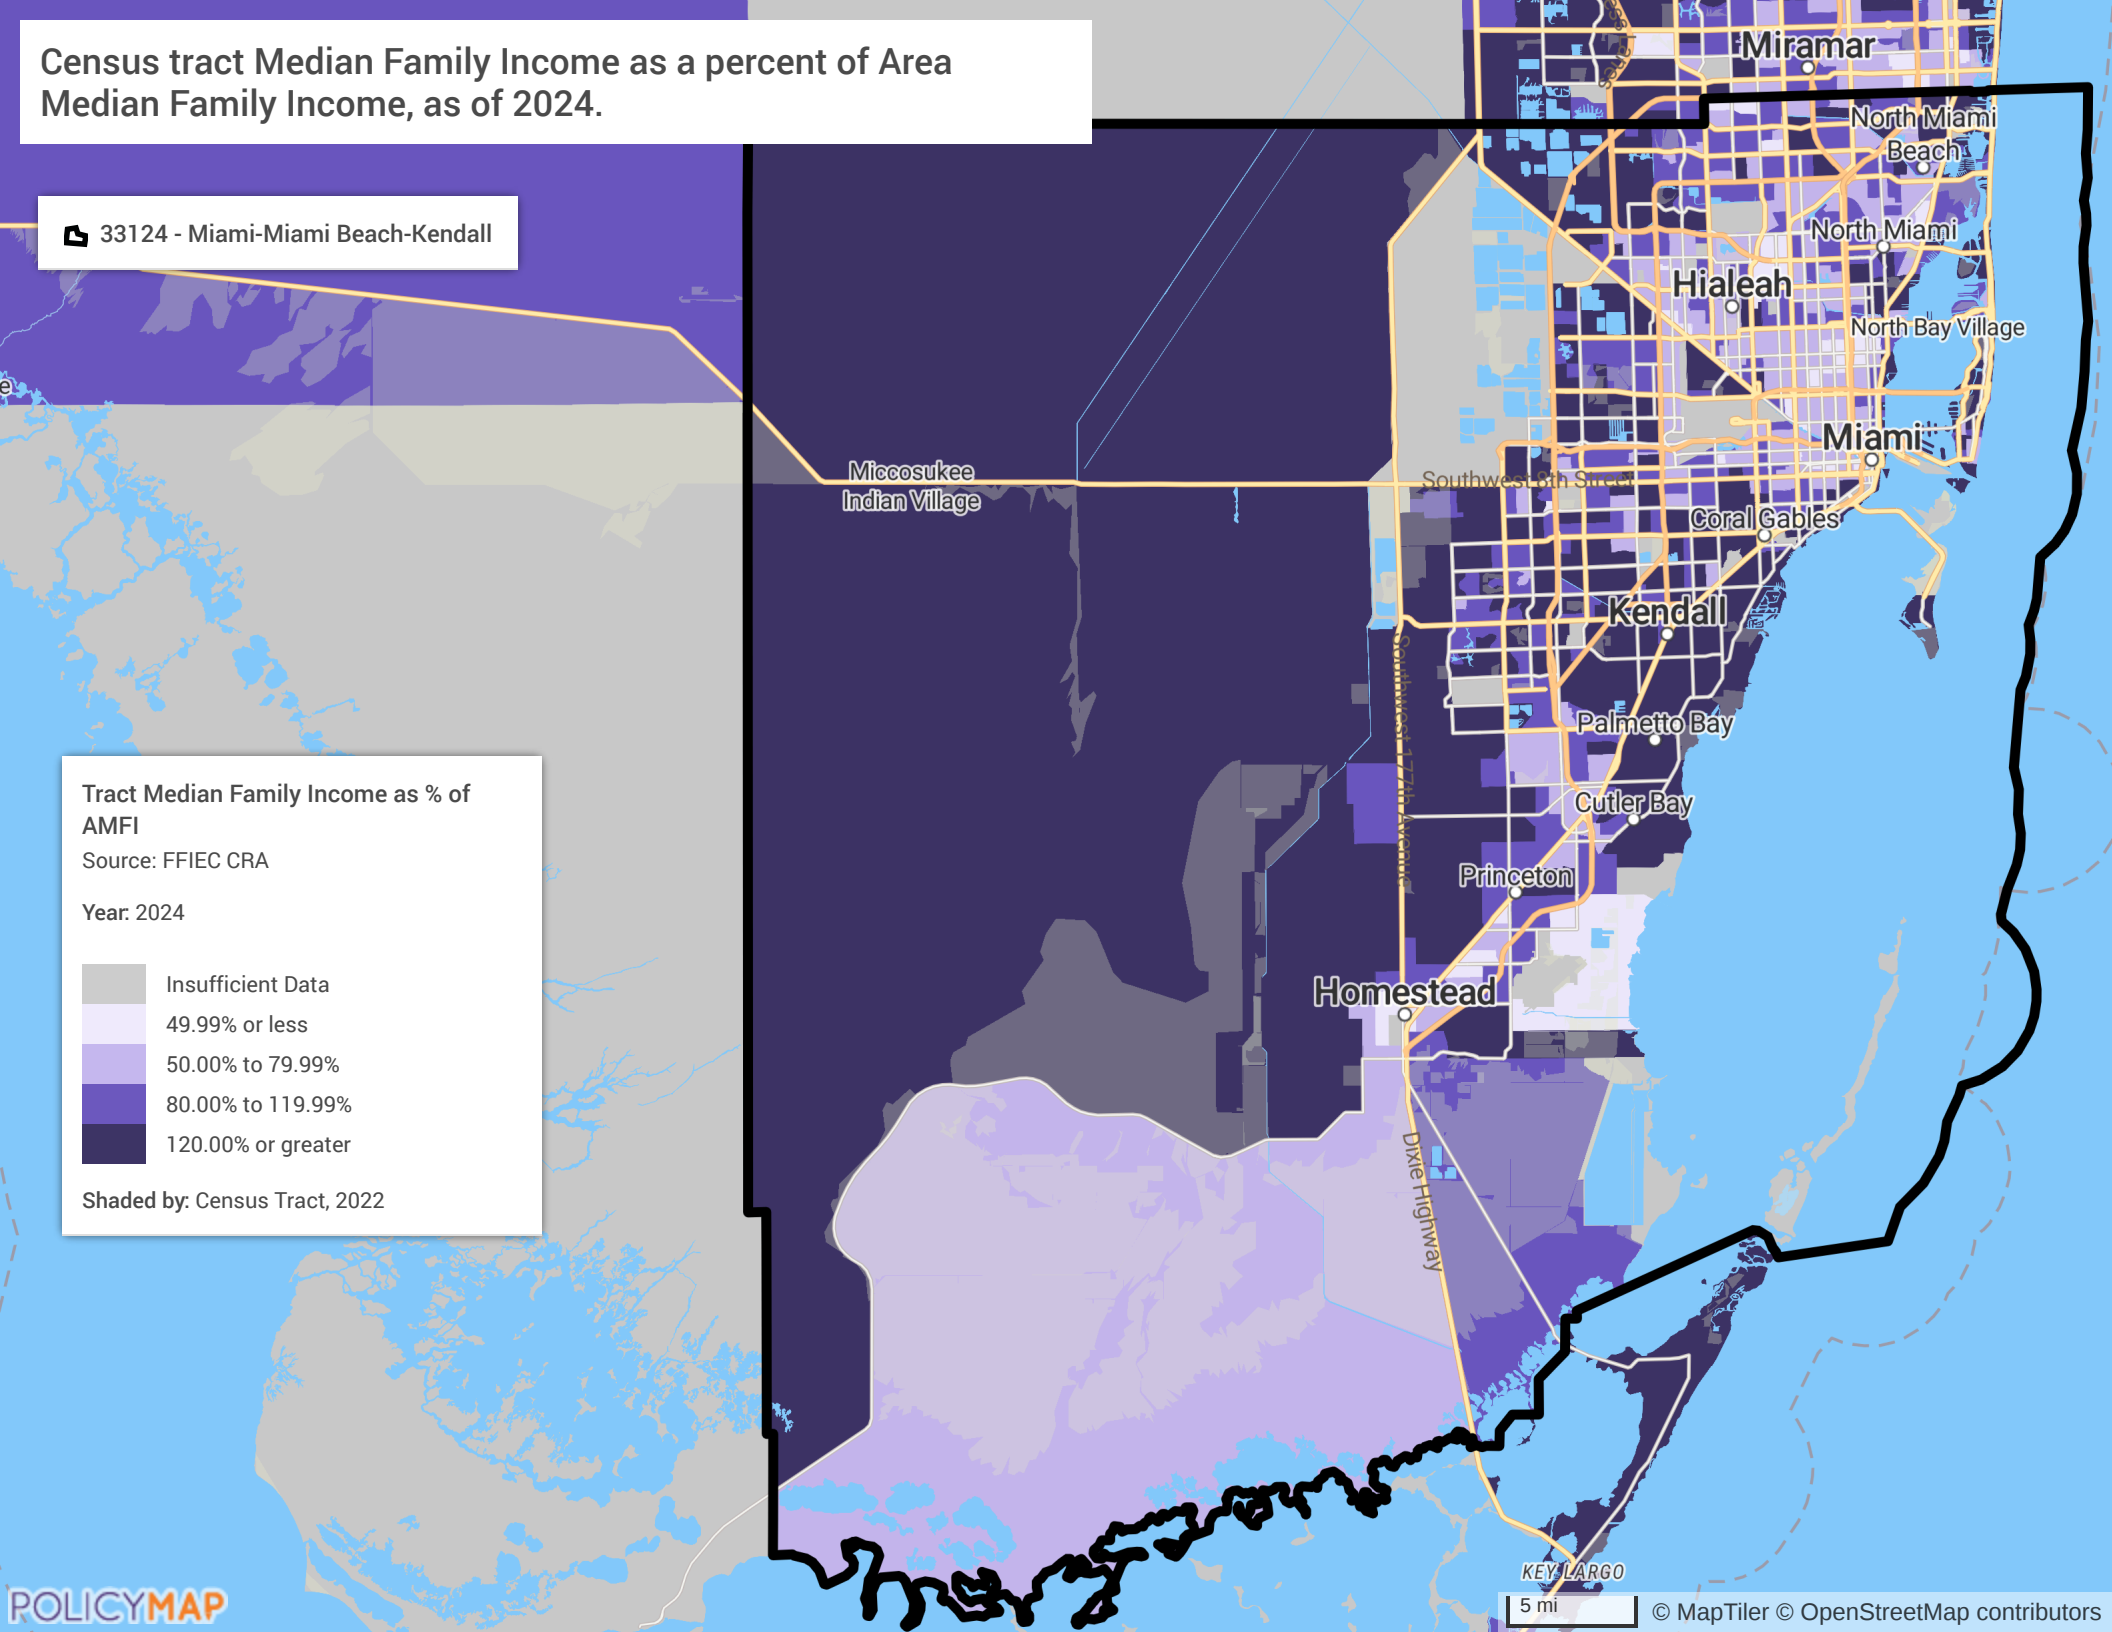 Census tract Median Family Income as a percent of Area
Median Family Income, as of 2024.
Miramar
North Miami
Beach
33124 - Miami-Miami Beach-Kendall
North Miami
Hialeah
North Bay Village
Miami
Miccosukee
Indian Village
Southwest 8th Street
Coral Gables
Kendall
Southwest 177th Avenue
Palmetto Bay
Cutler Bay
Princeton
Homestead
Dixie Highway
Tract Median Family Income as % of
AMFI
Source: FFIEC CRA
Year: 2024
Insufficient Data
49.99% or less
50.00% to 79.99%
80.00% to 119.99%
120.00% or greater
Shaded by: Census Tract, 2022
KEY LARGO
POLICYMAP
5 mi
© MapTiler © OpenStreetMap contributors